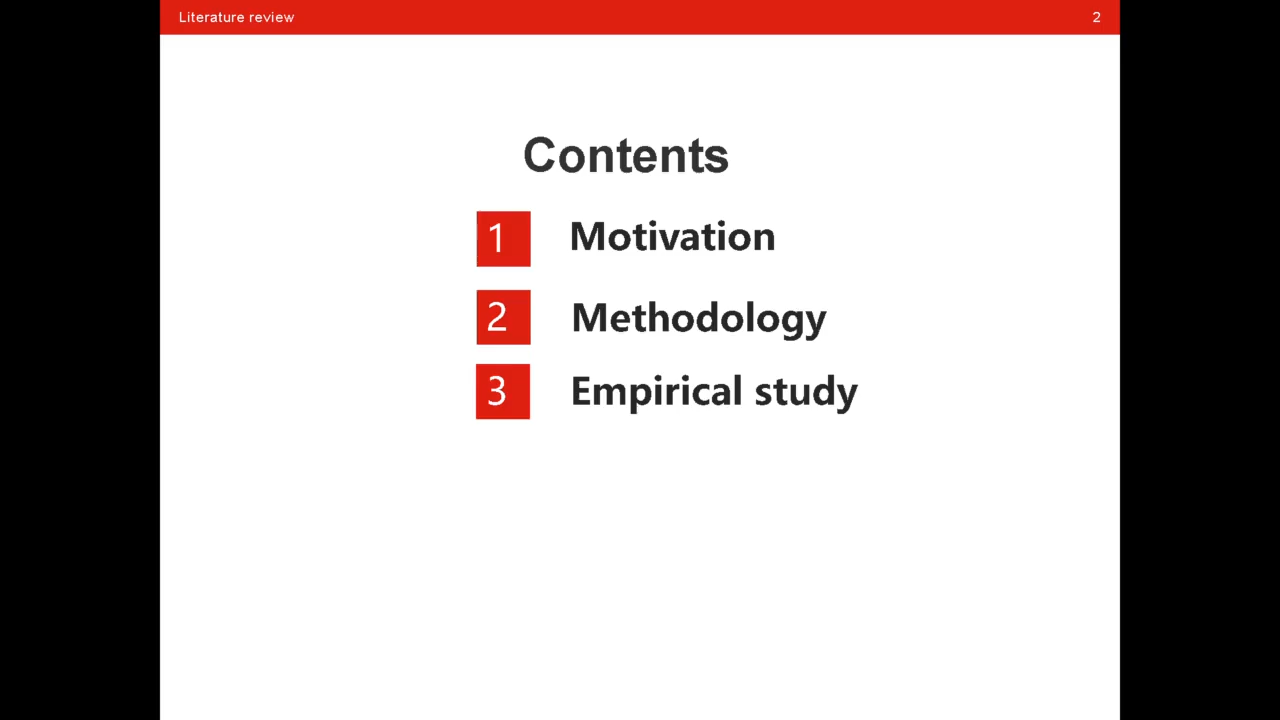 Literature review 2
Contents
1 Motivation
2 Methodology
3 Empirical study